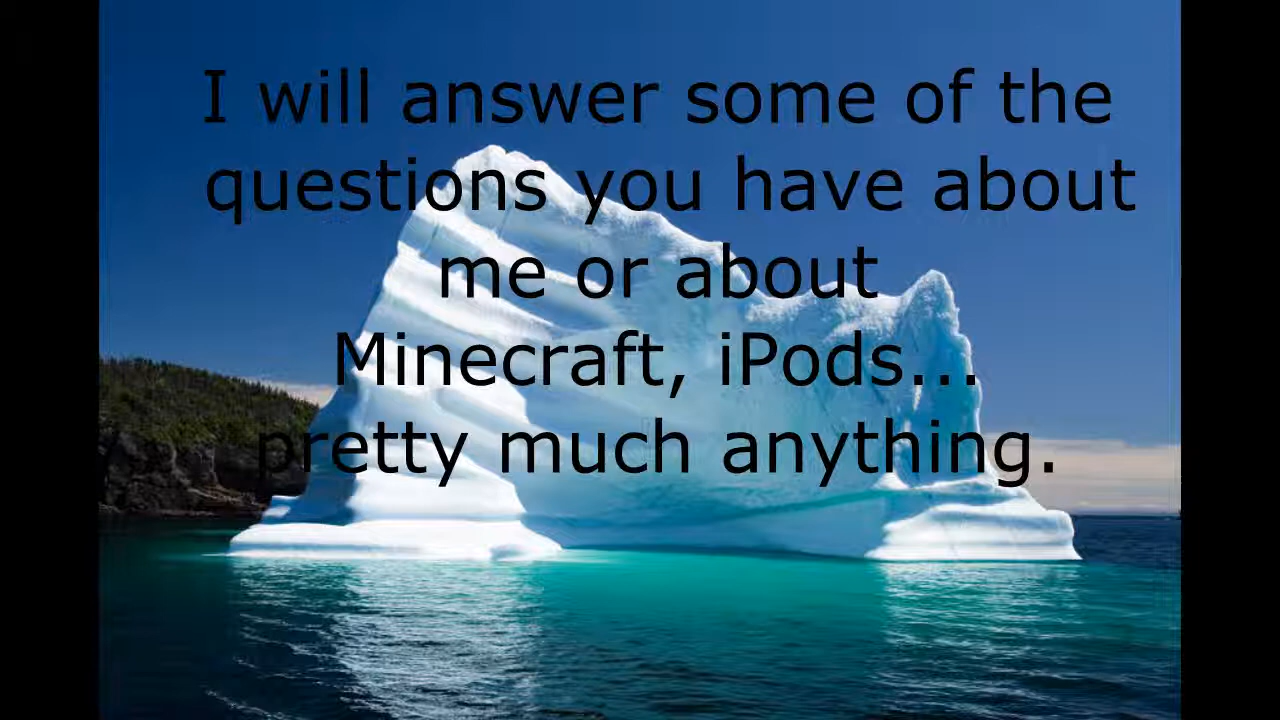 I will answer some of the
questions you have about
me or about
Minecraft, iPods...
pretty much anything.